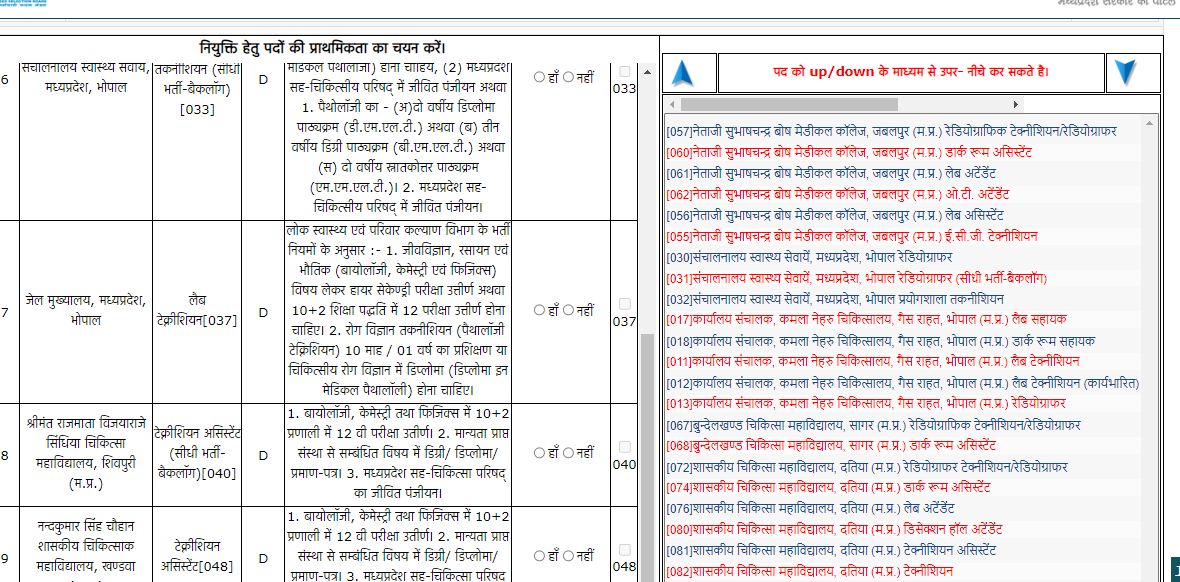 नियुक्ति हेतु पदों की प्राथमिकता का चयन करें।
6
संचालनालय स्वास्थ्य सेवायें,
मध्यप्रदेश, भोपाल
तकनीशियन (सीधी
भर्ती-बैकलॉग)
[033]
D
मेडिकल पैथालॉजी) होना चाहिये, (2) मध्यप्रदेश
सह-चिकित्सीय परिषद् में जीवित पंजीयन अथवा
1. पैथोलॉजी का - (अ)दो वर्षीय डिप्लोमा
पाठ्यक्रम (डी.एम.एल.टी.) अथवा (ब) तीन
वर्षीय डिग्री पाठ्यक्रम (बी.एम.एल.टी.) अथवा
(स) दो वर्षीय स्नातकोत्तर पाठ्यक्रम
(एम.एम.एल.टी.)। 2. मध्यप्रदेश सह-
चिकित्सीय परिषद् में जीवित पंजीयन।
हाँ नहीं
033
7
जेल मुख्यालय, मध्यप्रदेश,
भोपाल
लैब
टेक्नीशियन[037]
D
लोक स्वास्थ्य एवं परिवार कल्याण विभाग के भर्ती
नियमों के अनुसार :- 1. जीवविज्ञान, रसायन एवं
भौतिक (बायोलॉजी, केमेस्ट्री एवं फिजिक्स)
विषय लेकर हायर सेकेण्ड्री परीक्षा उत्तीर्ण अथवा
10+2 शिक्षा पद्धति में 12 परीक्षा उत्तीर्ण होना
चाहिए। 2. रोग विज्ञान तकनीशियन (पैथालॉजी
टेक्निशियन) 10 माह / 01 वर्ष का प्रशिक्षण या
चिकित्सीय रोग विज्ञान में डिप्लोमा (डिप्लोमा इन
मेडिकल पैथालॉली) होना चाहिए।
हाँ नहीं
037
8
श्रीमंत राजमाता विजयाराजे
सिंधिया चिकित्सा
महाविद्यालय, शिवपुरी
(म.प्र.)
टेक्नीशियन असिस्टेंट
(सीधी भर्ती-
बैकलॉग)[040]
D
1. बायोलॉजी, केमेस्ट्री तथा फिजिक्स में 10+2
प्रणाली में 12 वी परीक्षा उतीर्ण। 2. मान्यता प्राप्त
संस्था से सम्बंधित विषय में डिग्री/ डिप्लोमा/
प्रमाण-पत्र। 3. मध्यप्रदेश सह-चिकित्सा परिषद्
का जीवित पंजीयन।
हाँ नहीं
040
9
नन्दकुमार सिंह चौहान
शासकीय चिकित्साक
महाविद्यालय, खण्डवा
टेक्नीशियन
असिस्टेंट[048]
D
1. बायोलॉजी, केमेस्ट्री तथा फिजिक्स में 10+2
प्रणाली में 12 वी परीक्षा उतीर्ण। 2. मान्यता प्राप्त
संस्था से सम्बंधित विषय में डिग्री/ डिप्लोमा/
प्रमाण-पत्र। 3. मध्यप्रदेश सह-चिकित्सा परिषद
हाँ नहीं
048
पद को up/down के माध्यम से उपर- नीचे कर सकते है।
[057]नेताजी सुभाषचन्द्र बोष मेडीकल कॉलेज, जबलपुर (म.प्र.) रेडियोग्राफिक टेक्नीशियन/रेडियोग्राफर
[060]नेताजी सुभाषचन्द्र बोष मेडीकल कॉलेज, जबलपुर (म.प्र.) डार्क रूम असिस्टेंट
[061]नेताजी सुभाषचन्द्र बोष मेडीकल कॉलेज, जबलपुर (म.प्र.) लेब अटेंडेंट
[062]नेताजी सुभाषचन्द्र बोष मेडीकल कॉलेज, जबलपुर (म.प्र.) ओ.टी. अटेंडेंट
[056]नेताजी सुभाषचन्द्र बोष मेडीकल कॉलेज, जबलपुर (म.प्र.) लेब असिस्टेंट
[055]नेताजी सुभाषचन्द्र बोष मेडीकल कॉलेज, जबलपुर (म.प्र.) ई.सी.जी. टेक्नीशियन
[030]संचालनालय स्वास्थ्य सेवायें, मध्यप्रदेश, भोपाल रेडियोग्राफर
[031]संचालनालय स्वास्थ्य सेवायें, मध्यप्रदेश, भोपाल रेडियोग्राफर (सीधी भर्ती-बैकलॉग)
[032]संचालनालय स्वास्थ्य सेवायें, मध्यप्रदेश, भोपाल प्रयोगशाला तकनीशियन
[017]कार्यालय संचालक, कमला नेहरु चिकित्सालय, गैस राहत, भोपाल (म.प्र.) लैब सहायक
[018]कार्यालय संचालक, कमला नेहरु चिकित्सालय, गैस राहत, भोपाल (म.प्र.) डार्क रूम सहायक
[011]कार्यालय संचालक, कमला नेहरु चिकित्सालय, गैस राहत, भोपाल (म.प्र.) लैब टेक्नीशियन
[012]कार्यालय संचालक, कमला नेहरु चिकित्सालय, गैस राहत, भोपाल (म.प्र.) लैब टेक्नीशियन (कार्यभारित)
[013]कार्यालय संचालक, कमला नेहरु चिकित्सालय, गैस राहत, भोपाल (म.प्र.) रेडियोग्राफर
[067]बुन्देलखण्ड चिकित्सा महाविद्यालय, सागर (म.प्र.) रेडियोग्राफिक टेक्नीशियन/रेडियोग्राफर
[068]बुन्देलखण्ड चिकित्सा महाविद्यालय, सागर (म.प्र.) डार्क रूम असिस्टेंट
[072]शासकीय चिकित्सा महाविद्यालय, दतिया (म.प्र.) रेडियोग्राफर टेक्नीशियन/रेडियोग्राफर
[074]शासकीय चिकित्सा महाविद्यालय, दतिया (म.प्र.) डार्क रूम असिस्टेंट
[076]शासकीय चिकित्सा महाविद्यालय, दतिया (म.प्र.) लेब अटेंडेंट
[080]शासकीय चिकित्सा महाविद्यालय, दतिया (म.प्र.) डिसेक्शन हॉल अटेंडेंट
[081]शासकीय चिकित्सा महाविद्यालय, दतिया (म.प्र.) टेक्नीशियन असिस्टेंट
[082]शासकीय चिकित्सा महाविद्यालय, दतिया (म.प्र.) टेक्नीशियन